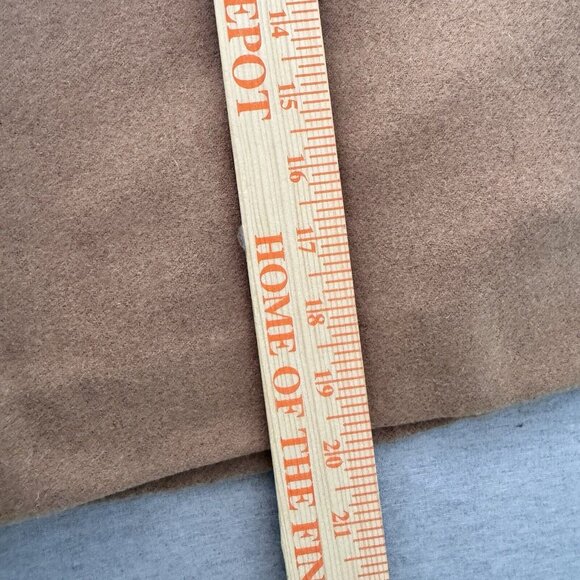 EPOT HOME OF THE FIN
14 15 16 17 18 19 20 21